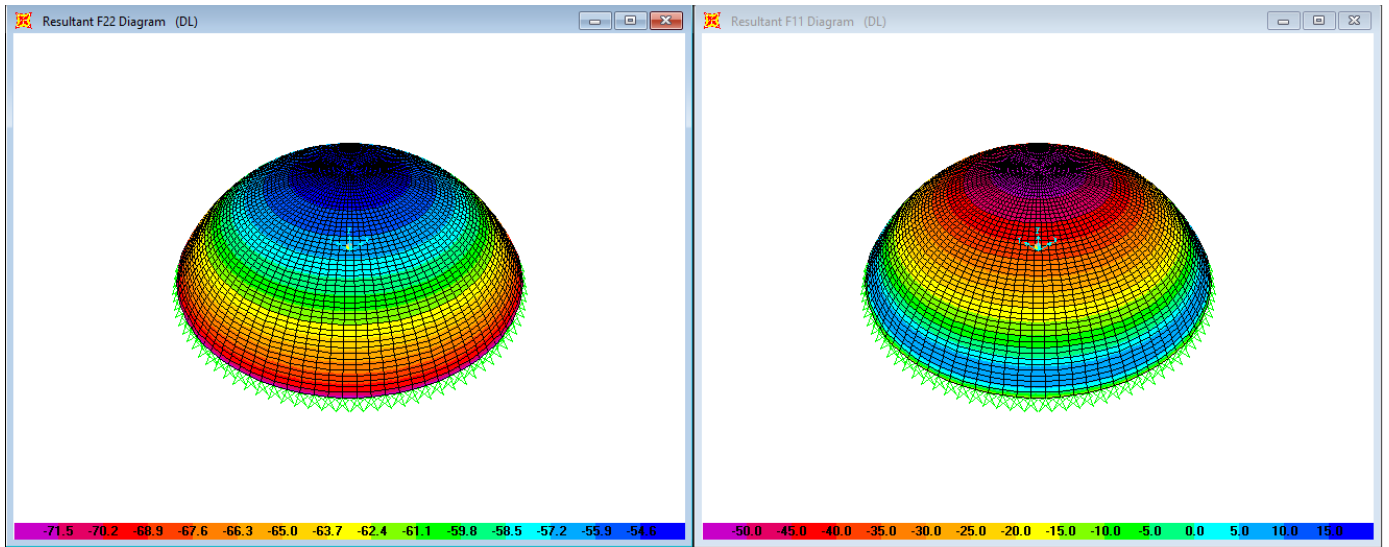 Resultant F22 Diagram (DL)
-71.5 -70.2 -68.9 -67.6 -66.3 -65.0 -63.7 -62.4 -61.1 -59.8 -58.5 -57.2 -55.9 -54.6
Resultant F11 Diagram (DL)
-50.0 -45.0 -40.0 -35.0 -30.0 -25.0 -20.0 -15.0 -10.0 -5.0 0.0 5.0 10.0 15.0